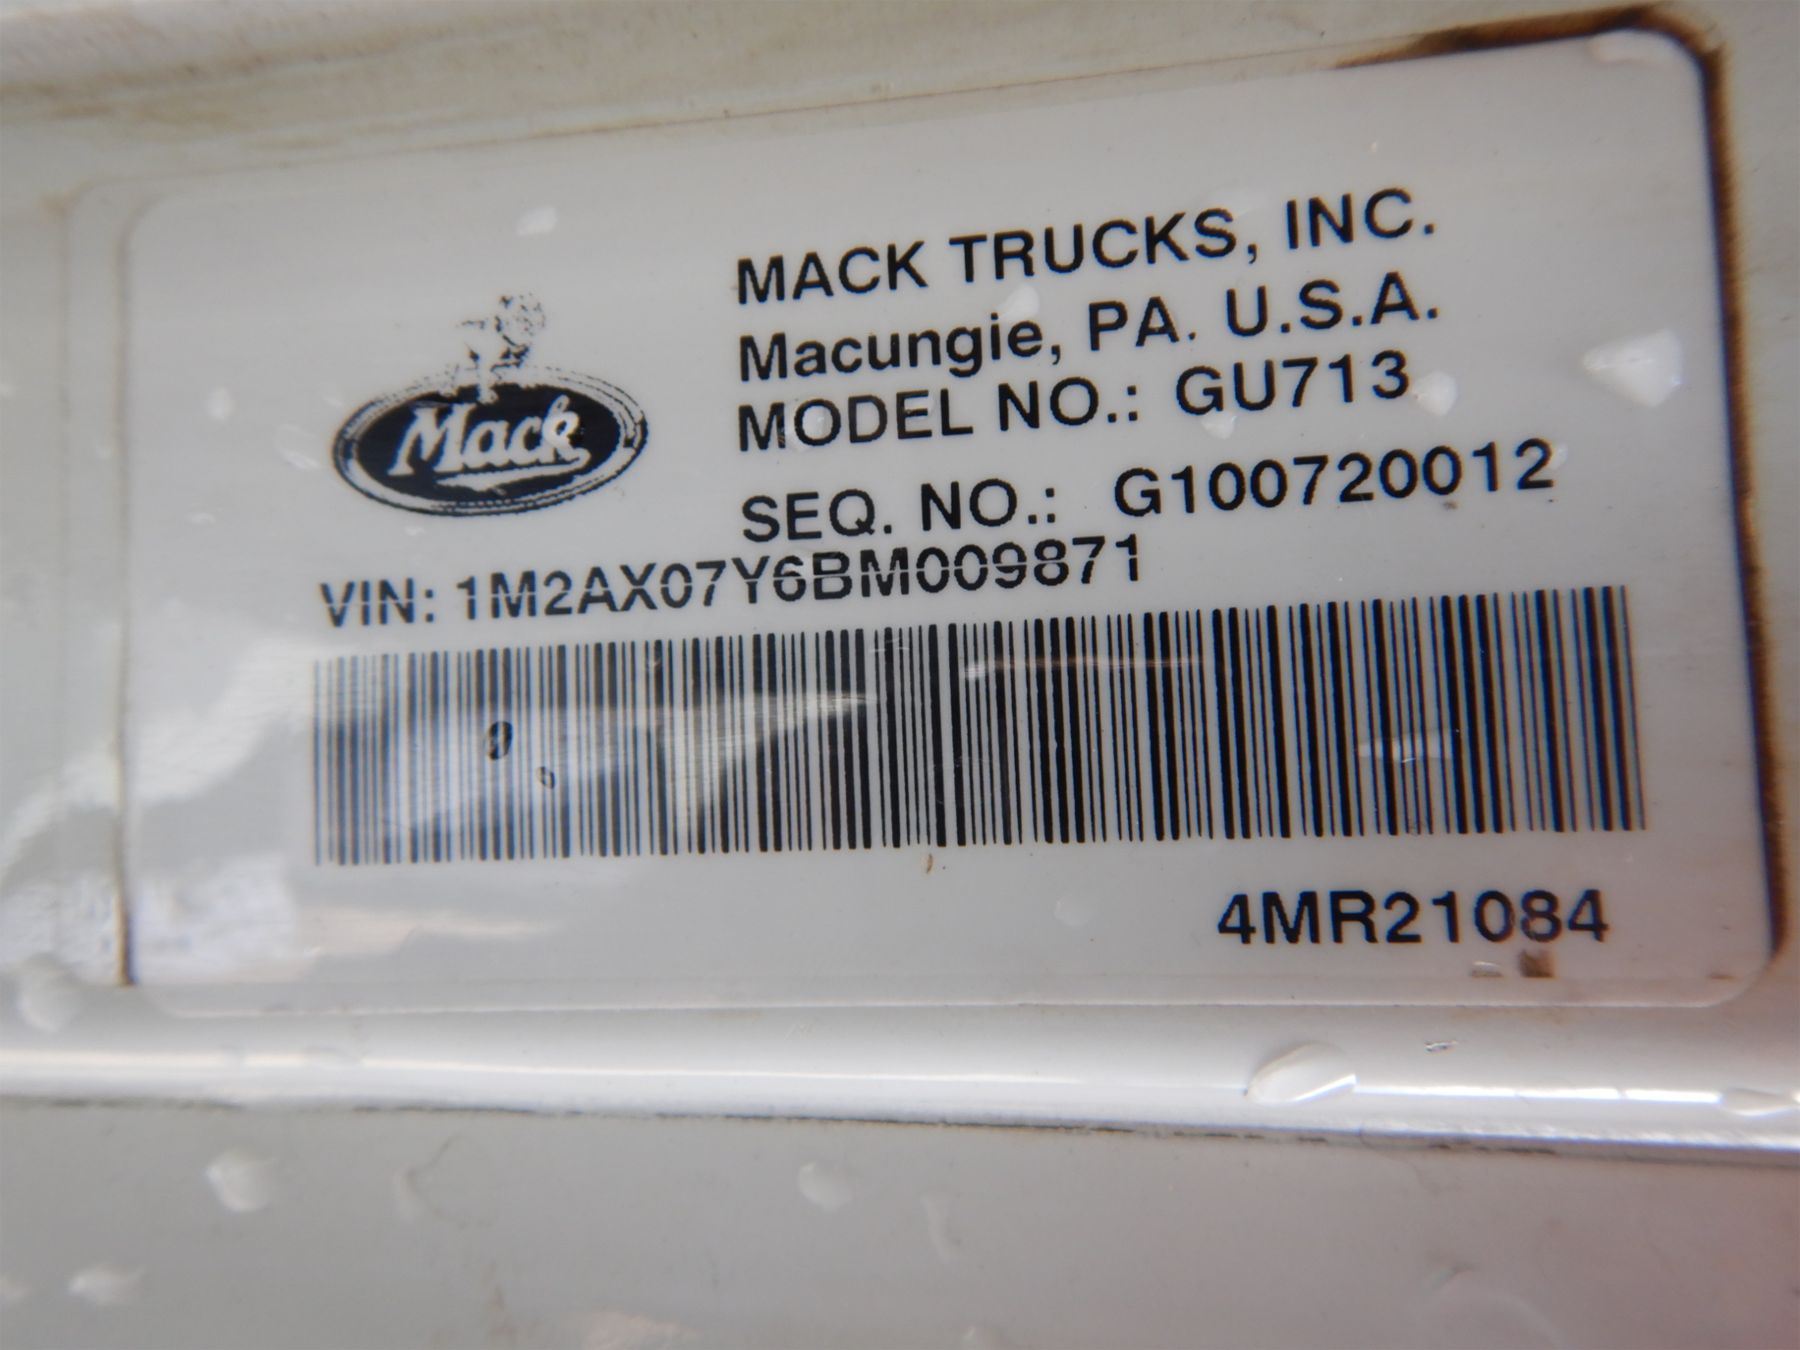 MACK TRUCKS, INC.
Macungie, PA. U.S.A.
MODEL NO.: GU713
Mack
SEQ. NO.: G100720012
VIN: 1M2AX07Y6BM009871
4MR21084